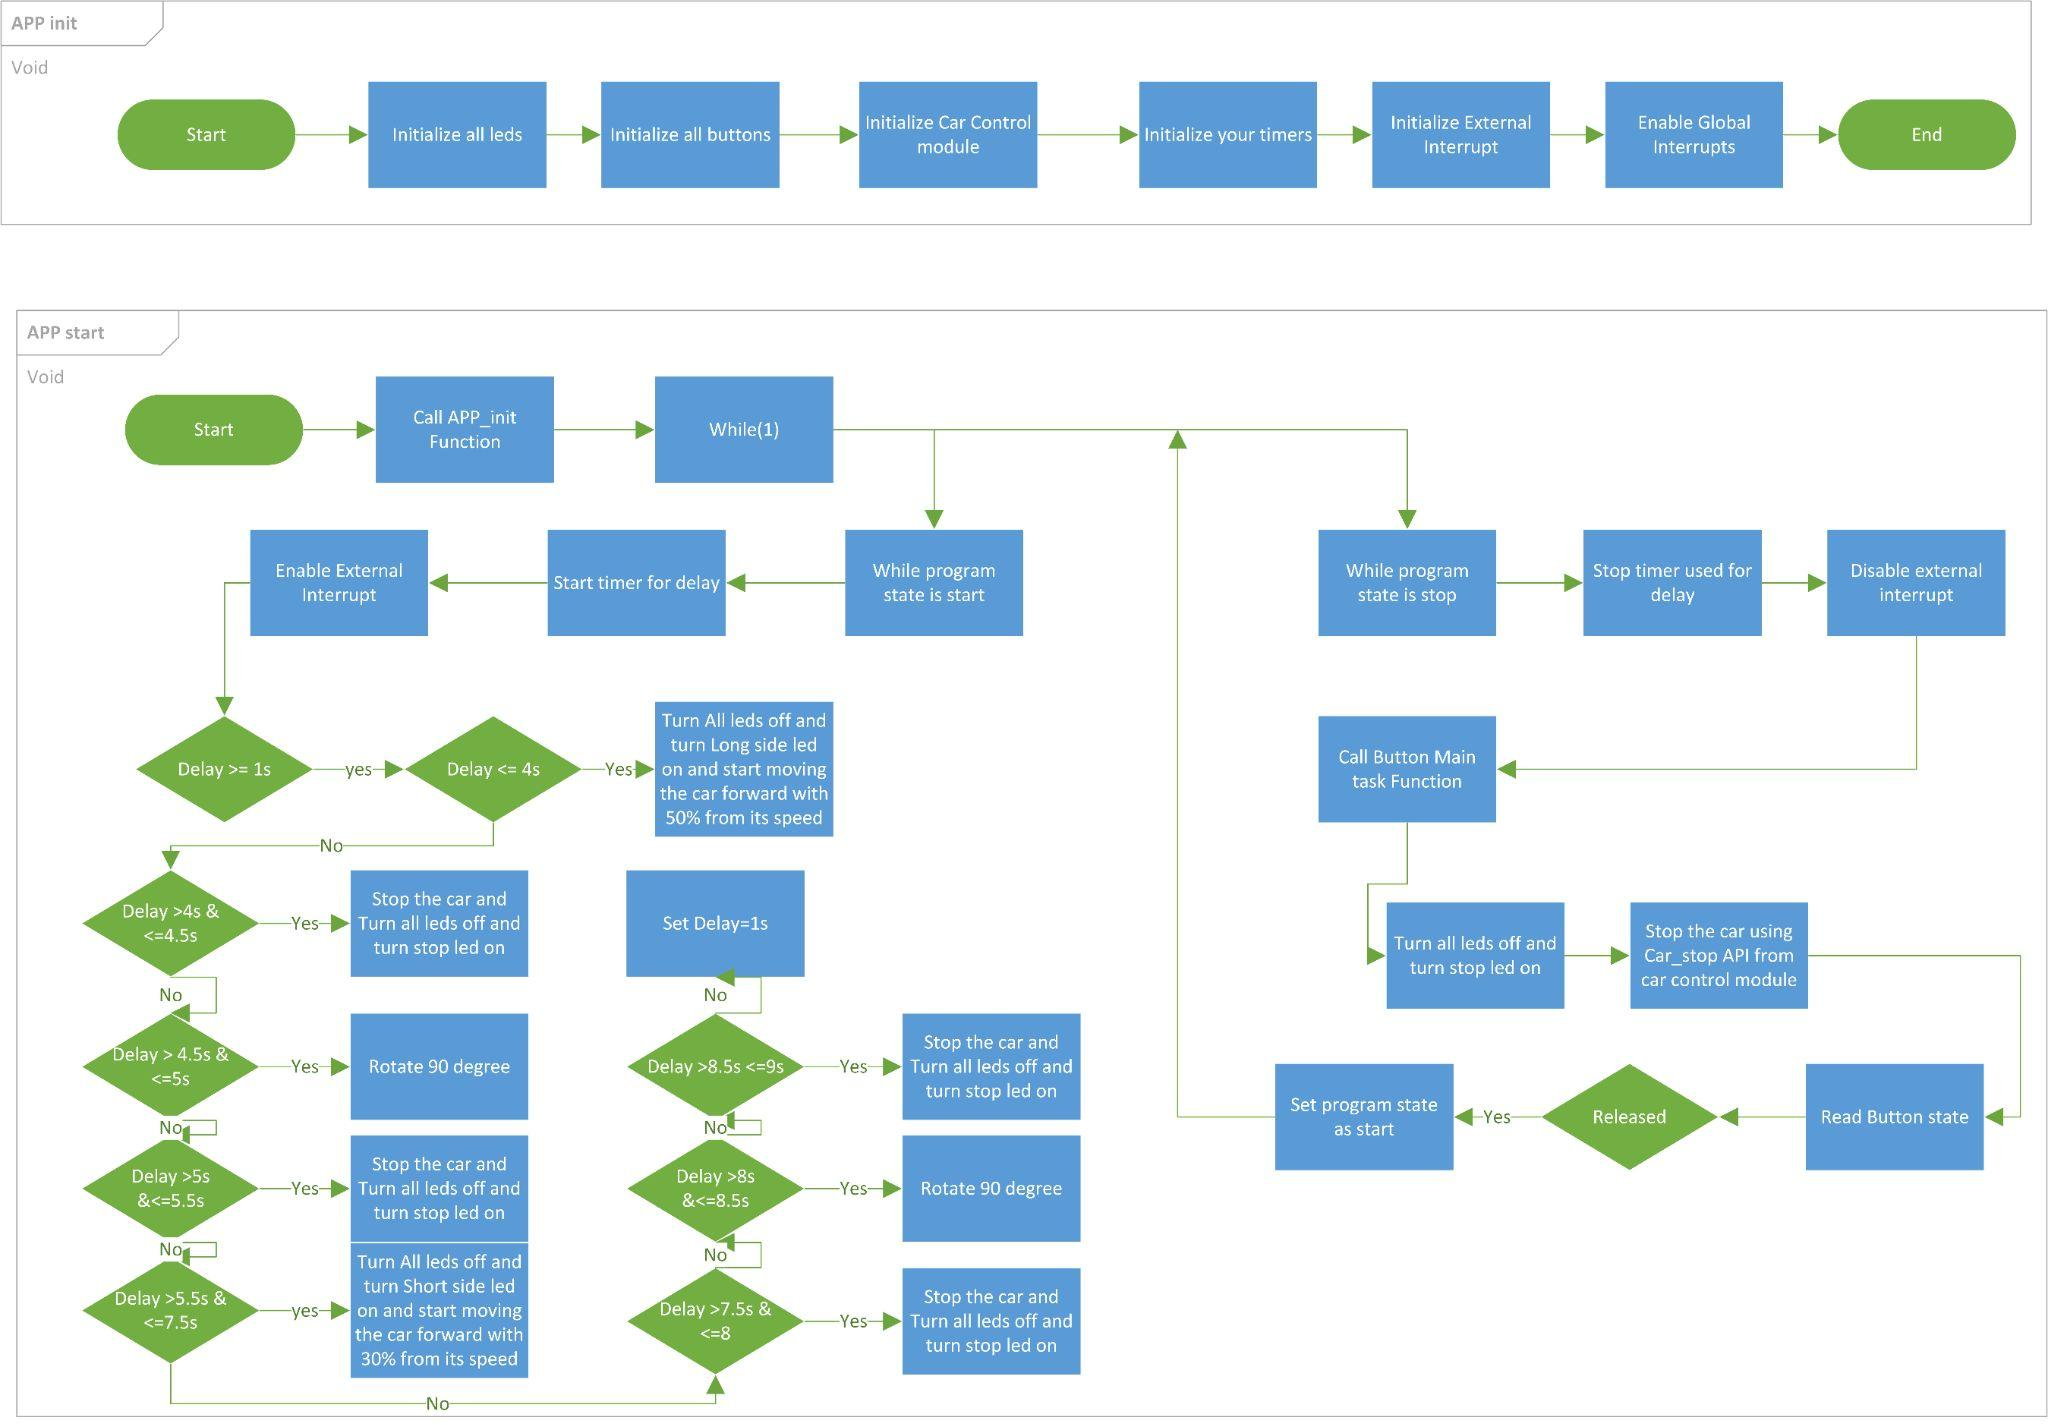 APP init
Void
Start
Initialize all leds
Initialize all buttons
Initialize Car Control
module
Initialize your timers
Initialize External
Interrupt
Enable Global
Interrupts
End
APP start
Void
Start
Call APP_init
Function
While(1)
Enable External
Interrupt
Start timer for delay
While program
state is start
While program
state is stop
Stop timer used for
delay
Disable external
interrupt
Delay >= 1s
yes
Delay <= 4s
Yes
Turn All leds off and
turn Long side led
on and start moving
the car forward with
50% from its speed
Call Button Main
task Function
No
Delay >4s &
<=4.5s
Yes
Stop the car and
Turn all leds off and
turn stop led on
Set Delay=1s
Turn all leds off and
turn stop led on
Stop the car using
Car_stop API from
car control module
No
No
Delay > 4.5s &
<=5s
Yes
Rotate 90 degree
Delay >8.5s <=9s
Yes
Stop the car and
Turn all leds off and
turn stop led on
Set program state
as start
Yes
Released
Read Button state
No
No
Delay >5s
&<=5.5s
Yes
Stop the car and
Turn all leds off and
turn stop led on
Delay >8s
&<=8.5s
Yes
Rotate 90 degree
No
No
Delay >5.5s &
<=7.5s
yes
Turn All leds off and
turn Short side led
on and start moving
the car forward with
30% from its speed
Delay >7.5s &
<=8
Yes
Stop the car and
Turn all leds off and
turn stop led on
No